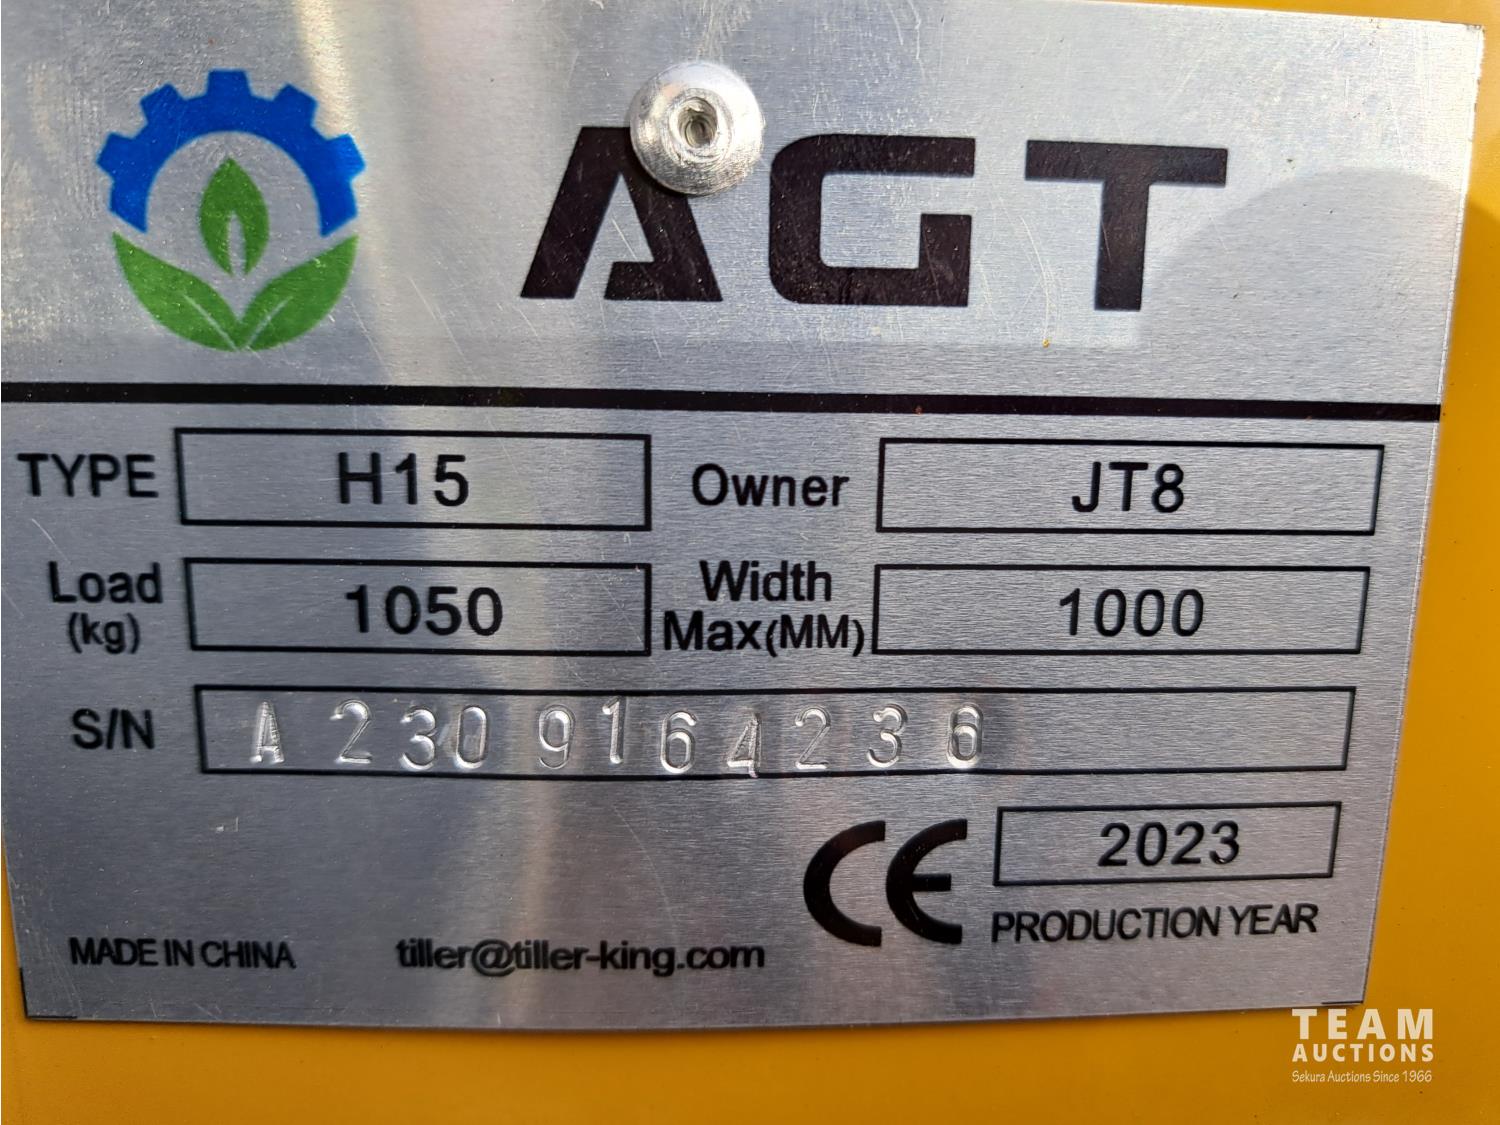 AGT
TYPE H15 Owner JT8
Load (kg) 1050 Width Max(MM) 1000
S/N A2309164236
CE 2023
PRODUCTION YEAR
MADE IN CHINA tiller@tiller-king.com
TEAM
AUCTIONS
Sekura Auctions Since 1966